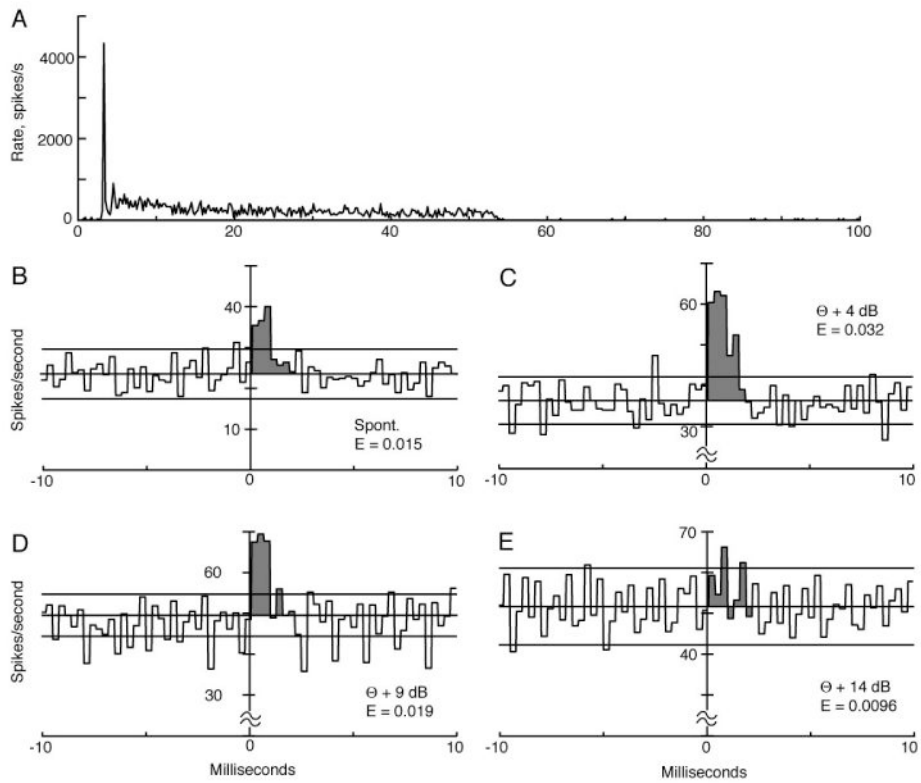 A
Rate, spikes/s
4000
2000
0
0 20 40 60 80 100
B
Spikes/second
40
10
Spont.
E = 0.015
-10 0 10
C
60
30
Θ + 4 dB
E = 0.032
-10 0 10
D
Spikes/second
60
30
Θ + 9 dB
E = 0.019
-10 0 10
Milliseconds
E
70
40
Θ + 14 dB
E = 0.0096
-10 0 10
Milliseconds